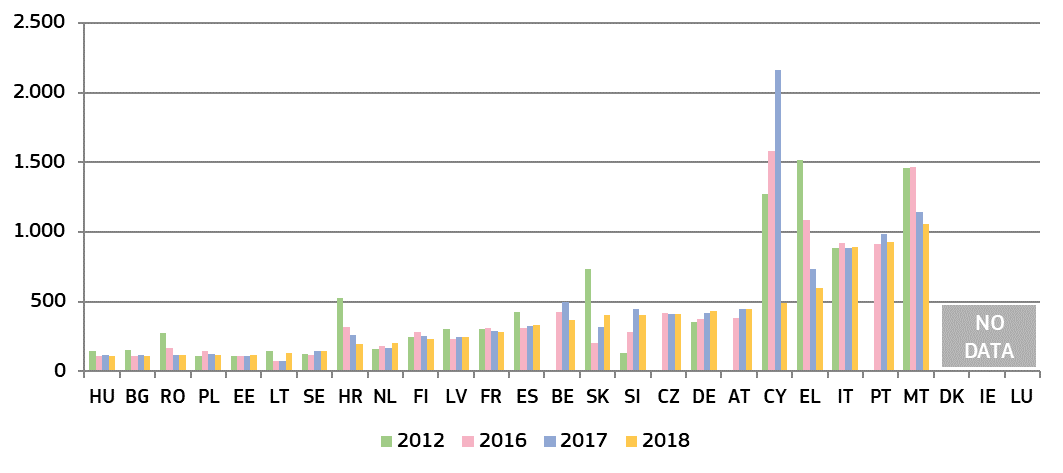 2.500
2.000
1.500
1.000
500
0
NO
DATA
HU BG RO PL EE LT SE HR NL FI LV FR ES BE SK SI CZ DE AT CY EL IT PT MT DK IE LU
2012 2016 2017 2018